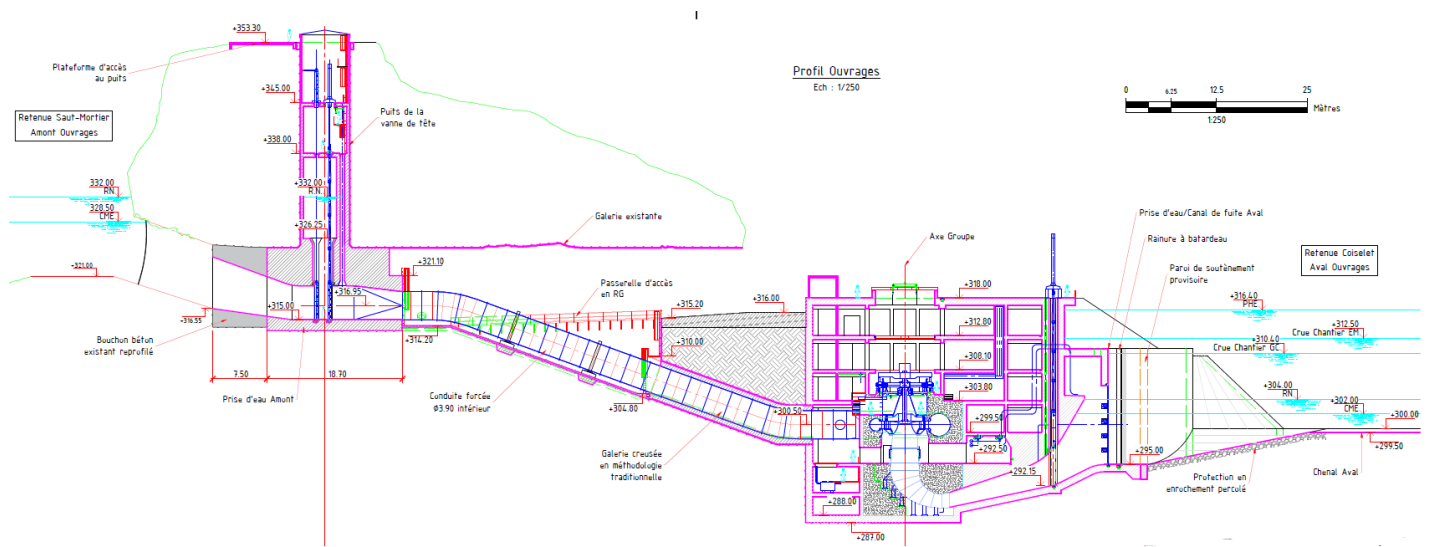 Profil Ouvrages
Ech : 1/250
0
6.25
12.5
25
Mètres
1:250
+353.30
Plateforme d'accès
au puits
+345.00
Retenue Saut-Mortier
Amont Ouvrages
Puits de la
vanne de tête
+338.00
332.00
RN
+332.00
R.N.
328.50
CME
+326.25
Galerie existante
+321.00
+321.10
+316.95
+315.00
+316.55
Bouchon béton
existant reprofilé
+314.20
7.50
18.70
Prise d'eau Amont
Passerelle d'accès
en RG
+315.20
+316.00
+310.00
Conduite forcée
Ø3.90 intérieur
+304.80
+300.50
Galerie creusée
en méthodologie
traditionnelle
Axe Groupe
+318.00
+312.80
+308.10
+303.80
+299.50
+292.50
+292.15
+288.00
+287.00
Prise d'eau/Canal de fuite Aval
Rainure à batardeau
Paroi de soutènement
provisoire
Retenue Coiselet
Aval Ouvrages
+316.40
PHE
+312.50
Crue Chantier EM.
+310.40
Crue Chantier GC
+304.00
RN
+302.00
CME
+300.00
+299.50
+295.00
Protection en
enrochement percolé
Chenal Aval